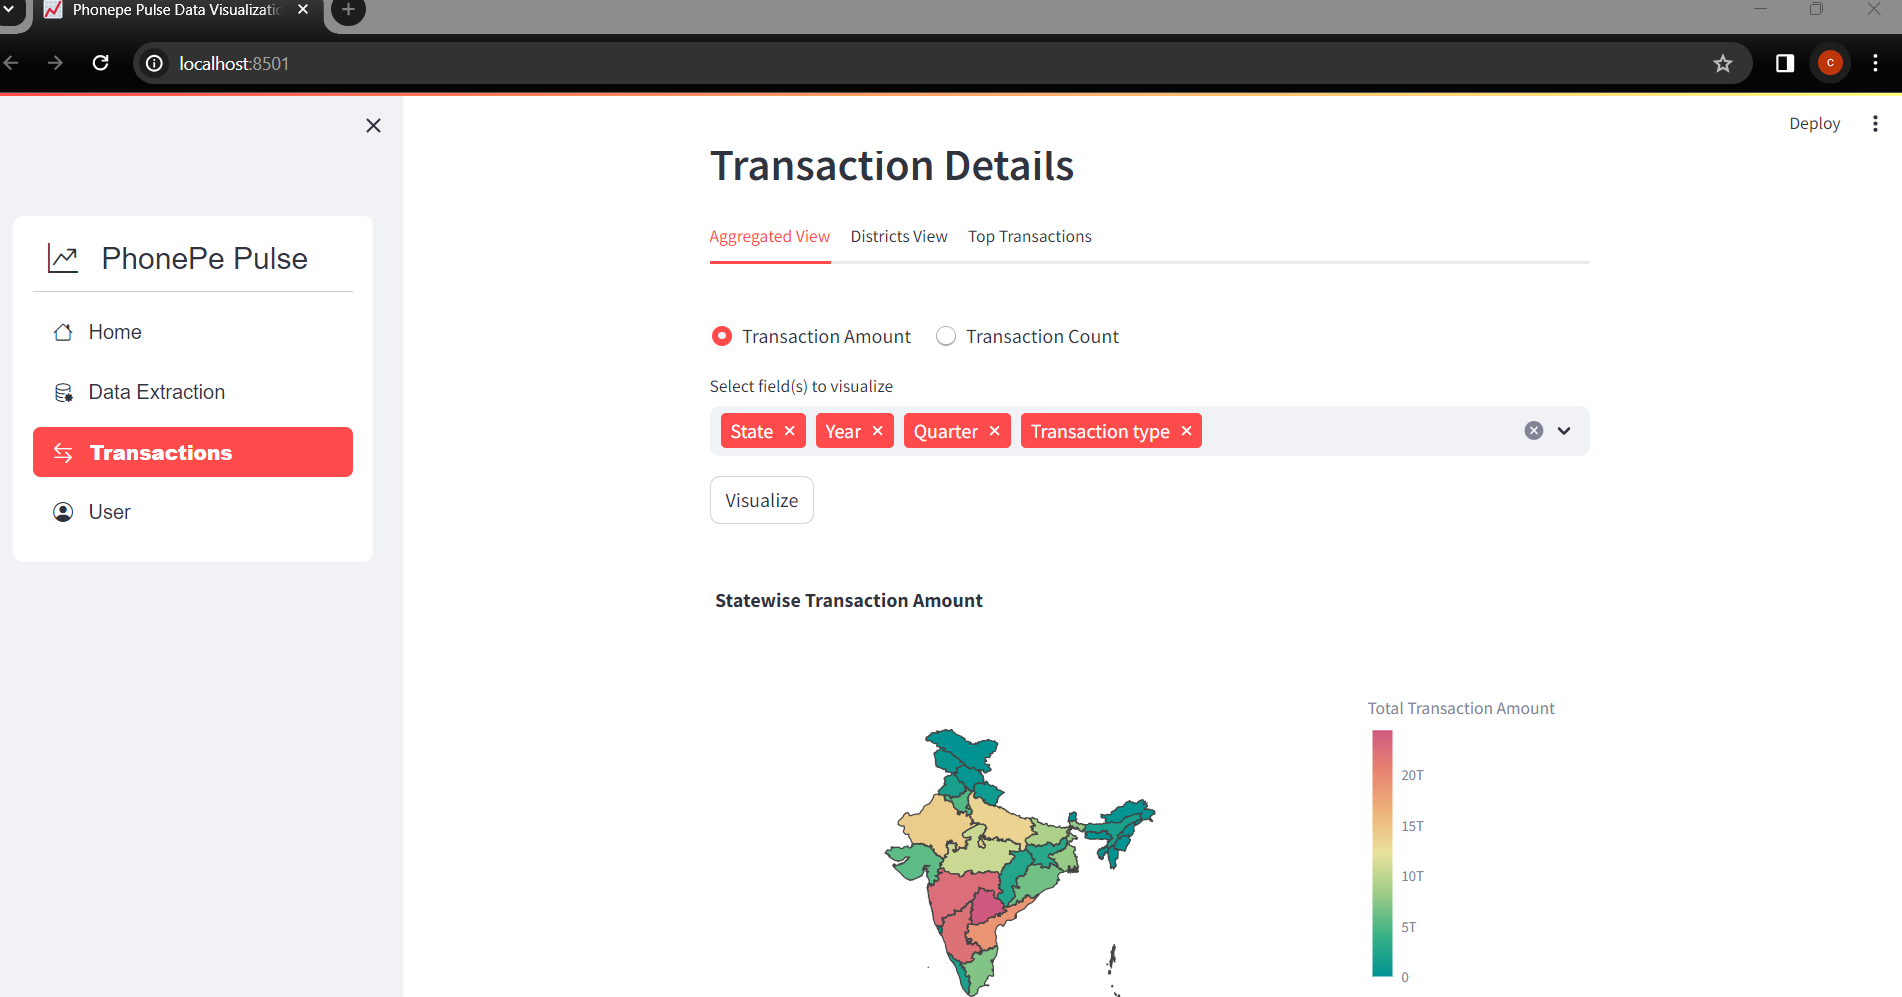 Phonepe Pulse Data Visualizatio
localhost:8501
C
Deploy
Transaction Details
PhonePe Pulse
Home
Data Extraction
Transactions
User
Aggregated View Districts View Top Transactions
Transaction Amount Transaction Count
Select field(s) to visualize
State Year Quarter Transaction type
Visualize
Statewise Transaction Amount
Total Transaction Amount
20T
15T
10T
5T
0